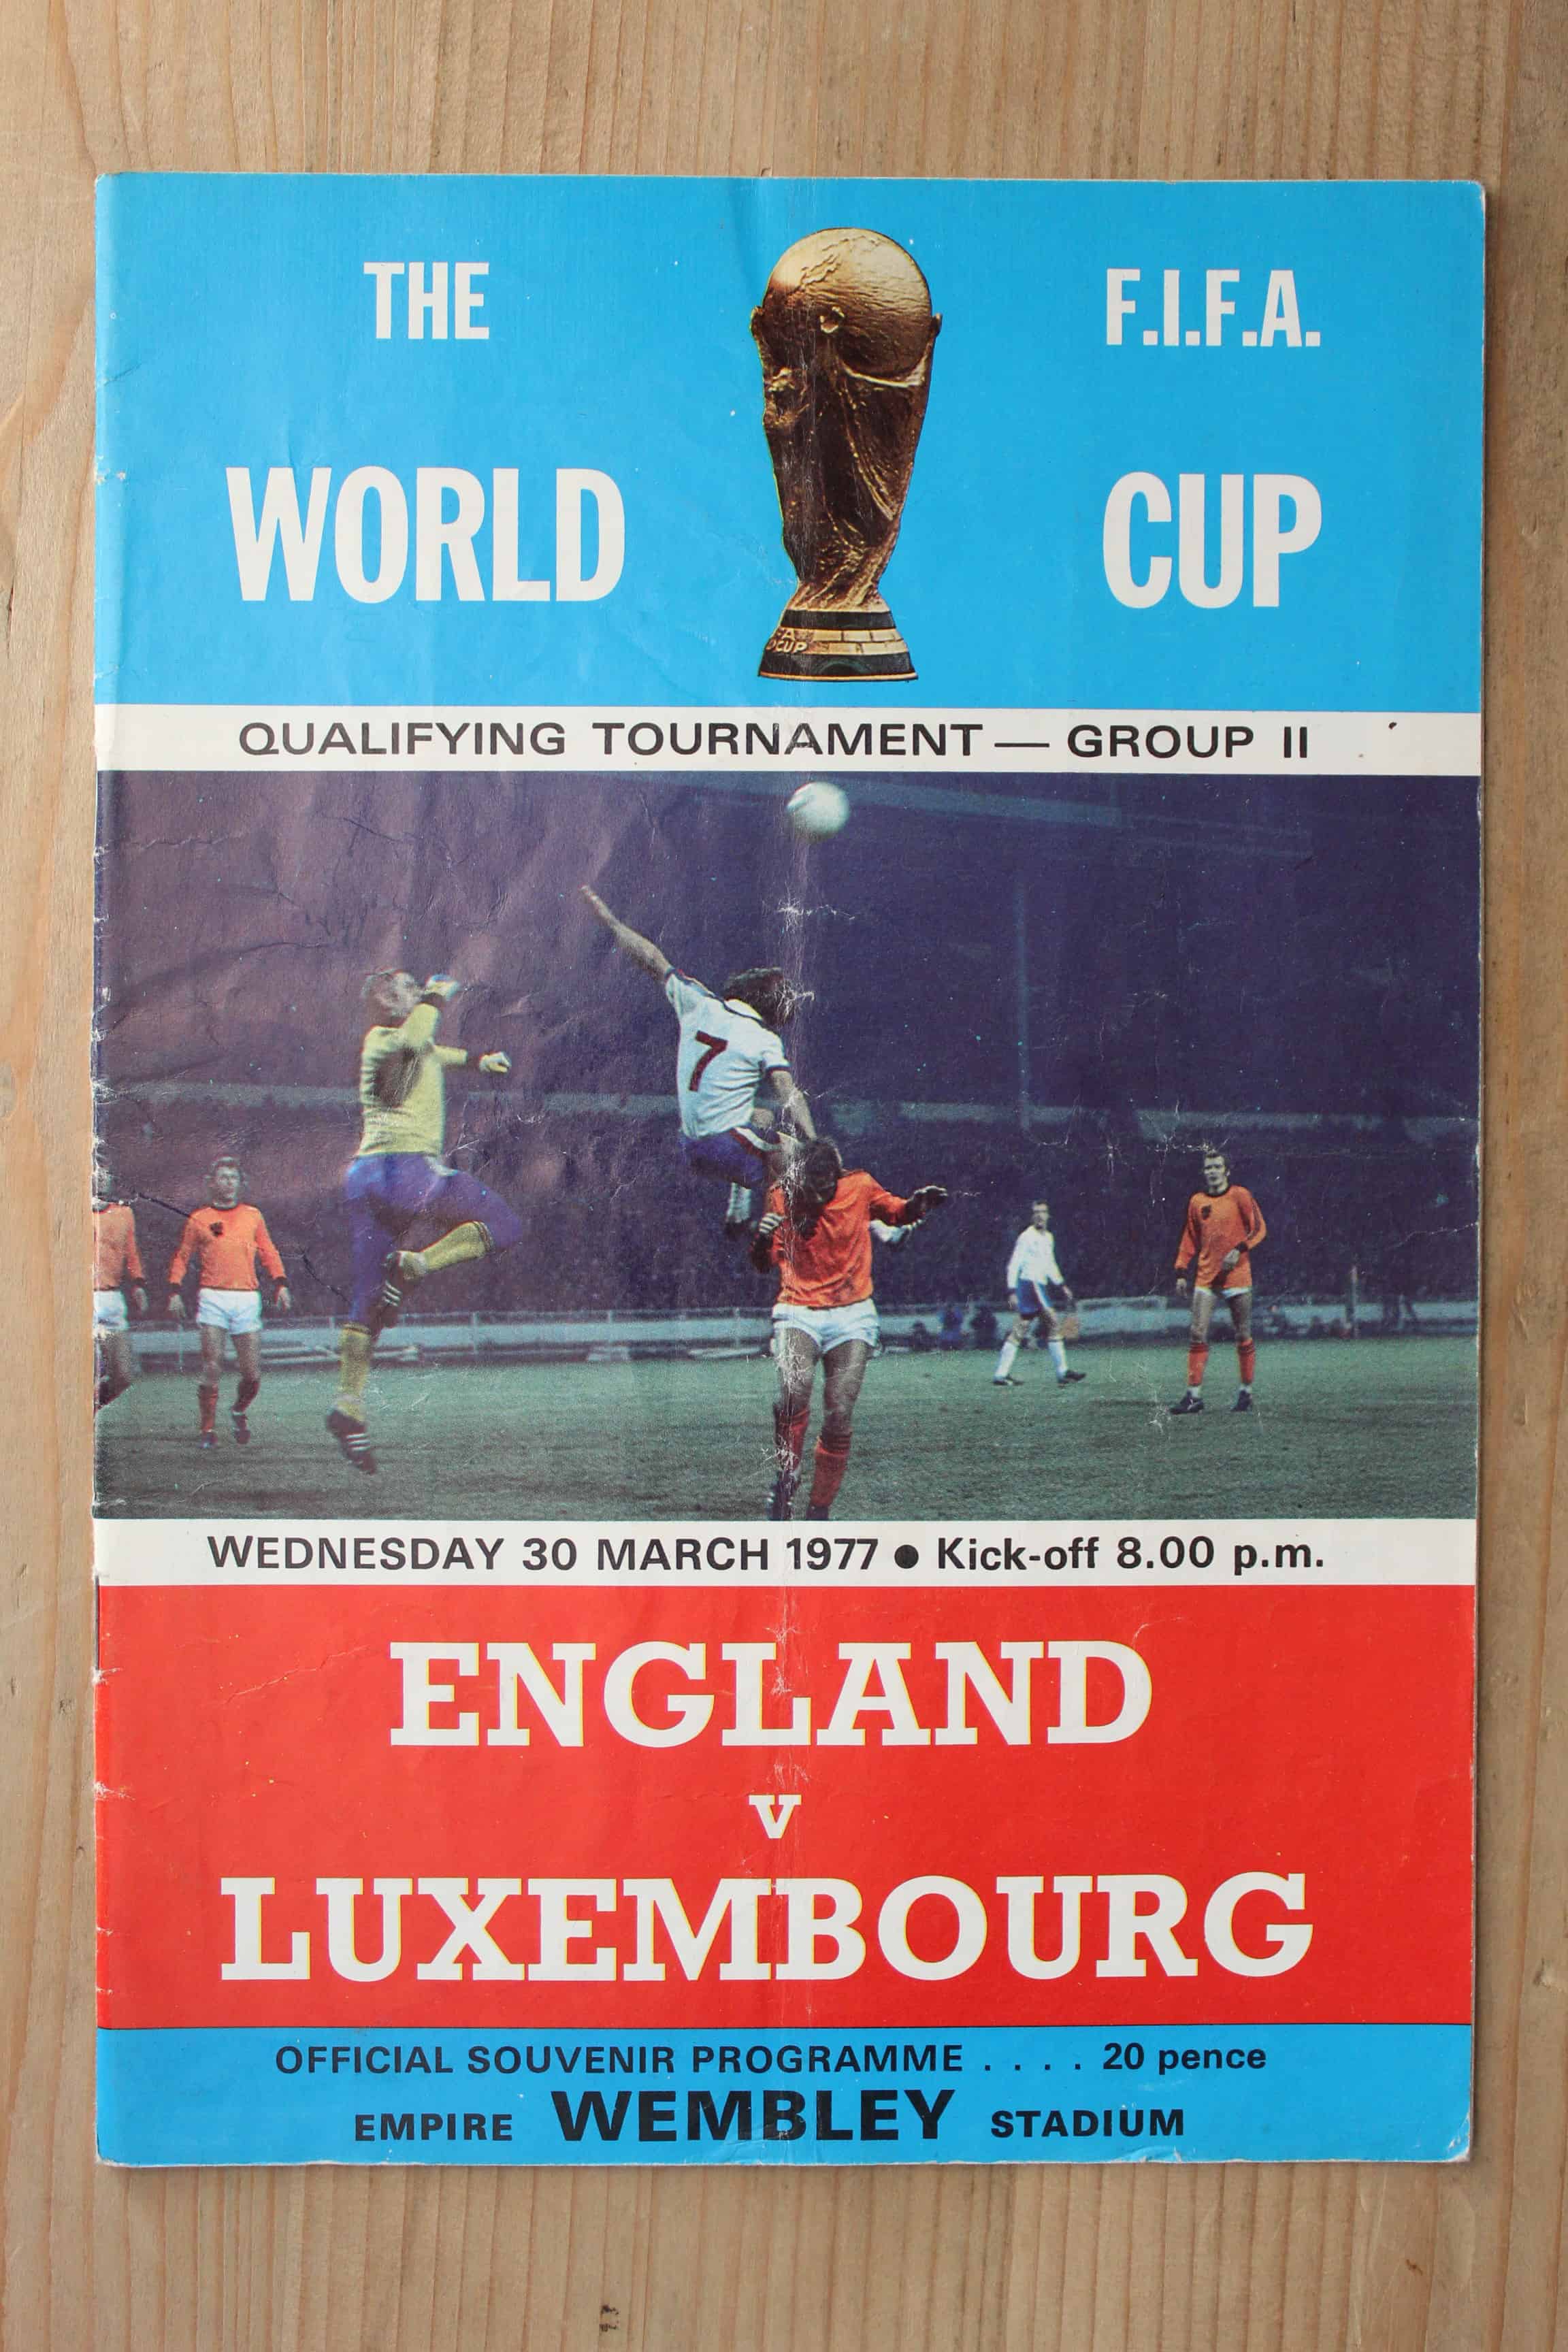 THE F.I.F.A.
WORLD CUP
QUALIFYING TOURNAMENT — GROUP II
7
WEDNESDAY 30 MARCH 1977 ● Kick-off 8.00 p.m.
ENGLAND
v
LUXEMBOURG
OFFICIAL SOUVENIR PROGRAMME . . . . 20 pence
EMPIRE WEMBLEY STADIUM